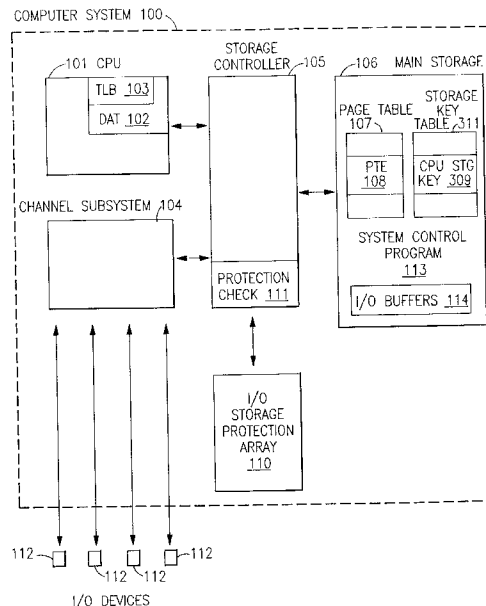 COMPUTER SYSTEM 100
101 CPU
TLB 103
DAT 102
STORAGE
CONTROLLER
105
106 MAIN STORAGE
PAGE TABLE
107
STORAGE
KEY
TABLE 311
PTE
108
CPU STG
KEY 309
CHANNEL SUBSYSTEM 104
SYSTEM CONTROL
PROGRAM
113
PROTECTION
CHECK 111
I/O BUFFERS 114
I/O
STORAGE
PROTECTION
ARRAY
110
112 112 112 112
I/O DEVICES